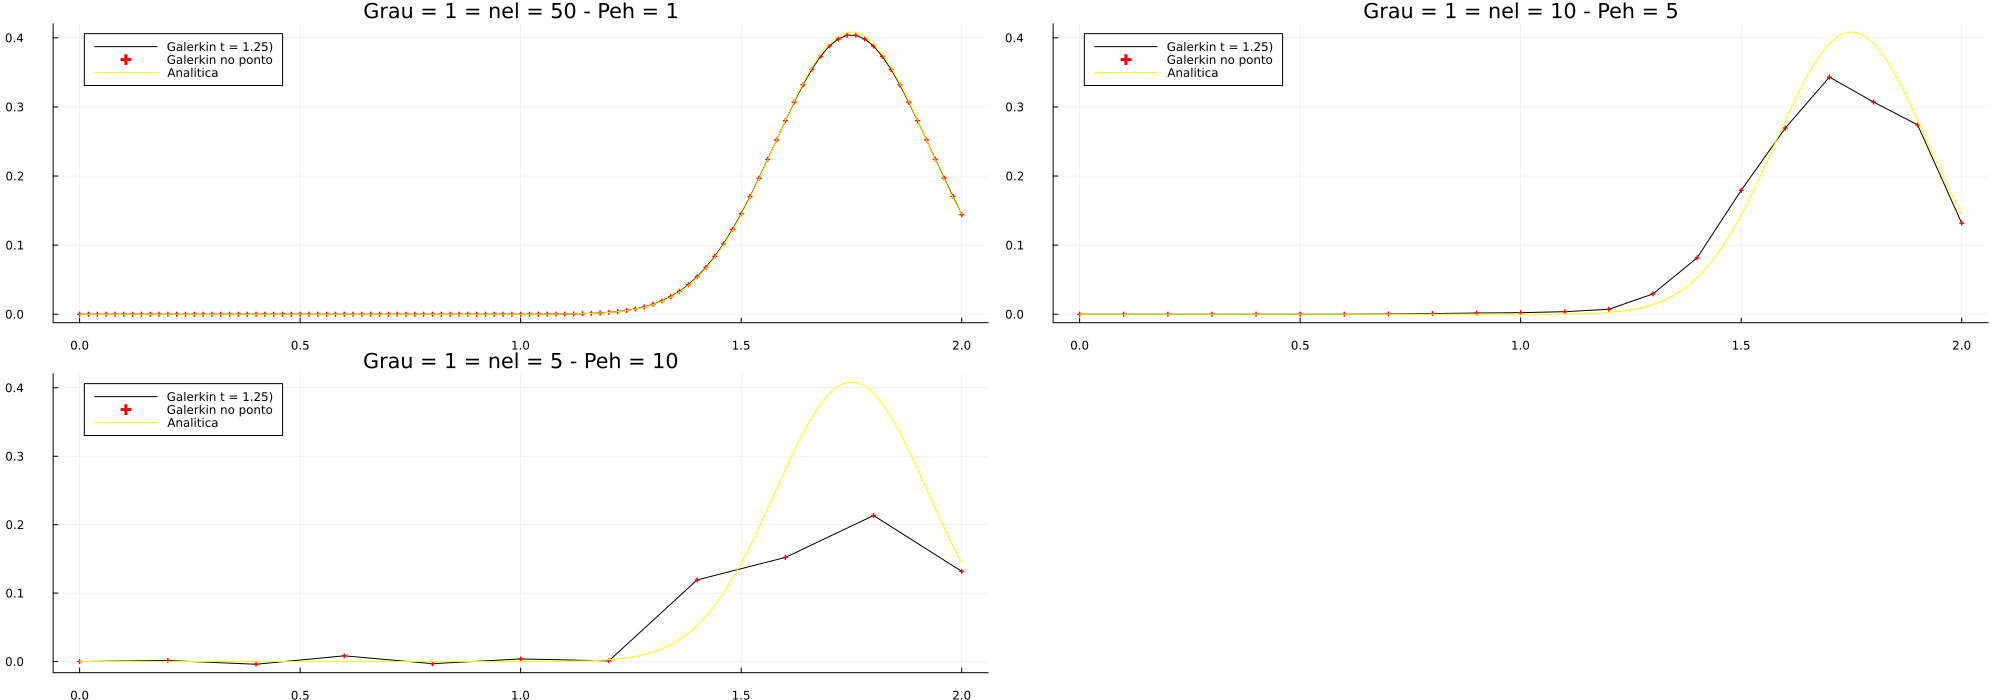 Grau = 1 = nel = 50 - Peh = 1
Galerkin t = 1.25)
Galerkin no ponto
Analitica
0.4
0.3
0.2
0.1
0.0
0.0 0.5 1.0 1.5 2.0
Grau = 1 = nel = 10 - Peh = 5
Galerkin t = 1.25)
Galerkin no ponto
Analitica
0.4
0.3
0.2
0.1
0.0
0.0 0.5 1.0 1.5 2.0
Grau = 1 = nel = 5 - Peh = 10
Galerkin t = 1.25)
Galerkin no ponto
Analitica
0.4
0.3
0.2
0.1
0.0
0.0 0.5 1.0 1.5 2.0